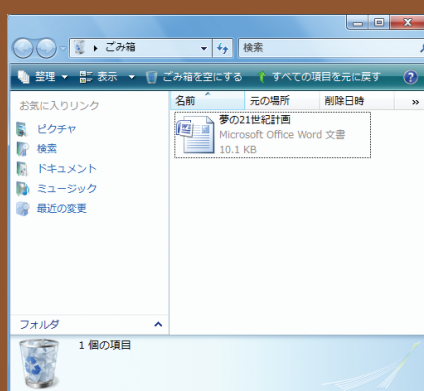 ごみ箱
検索
整理
表示
ごみ箱を空にする
すべての項目を元に戻す
?
お気に入りリンク
ピクチャ
検索
ドキュメント
ミュージック
最近の変更
フォルダ
名前 元の場所 削除日時 »
夢の21世紀計画
Microsoft Office Word 文書
10.1 KB
1 個の項目